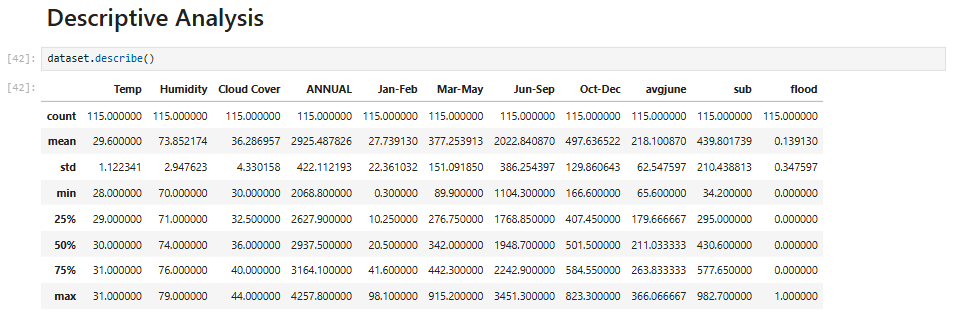 Descriptive Analysis
[42]: dataset.describe()
[42]: Temp Humidity Cloud Cover ANNUAL Jan-Feb Mar-May Jun-Sep Oct-Dec avgjune sub flood
count 115.000000 115.000000 115.000000 115.000000 115.000000 115.000000 115.000000 115.000000 115.000000 115.000000 115.000000
mean 29.600000 73.852174 36.286957 2925.487826 27.739130 377.253913 2022.840870 497.636522 218.100870 439.801739 0.139130
std 1.122341 2.947623 4.330158 422.112193 22.361032 151.091850 386.254397 129.860643 62.547597 210.438813 0.347597
min 28.000000 70.000000 30.000000 2068.800000 0.300000 89.900000 1104.300000 166.600000 65.600000 34.200000 0.000000
25% 29.000000 71.000000 32.500000 2627.900000 10.250000 276.750000 1768.850000 407.450000 179.666667 295.000000 0.000000
50% 30.000000 74.000000 36.000000 2937.500000 20.500000 342.000000 1948.700000 501.500000 211.033333 430.600000 0.000000
75% 31.000000 76.000000 40.000000 3164.100000 41.600000 442.300000 2242.900000 584.550000 263.833333 577.650000 0.000000
max 31.000000 79.000000 44.000000 4257.800000 98.100000 915.200000 3451.300000 823.300000 366.066667 982.700000 1.000000